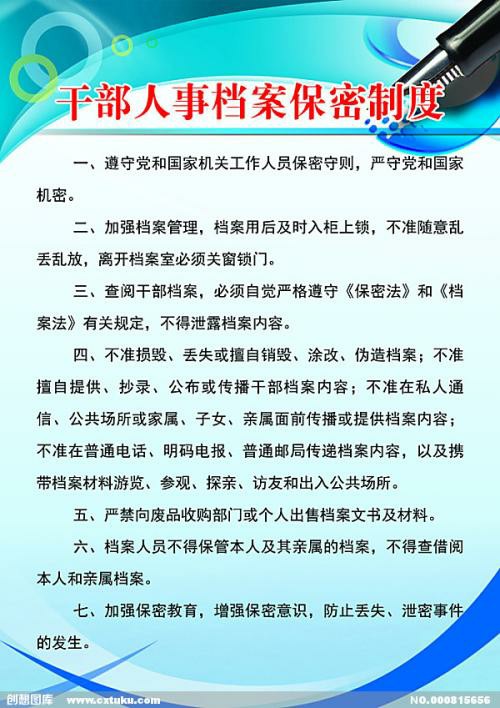 干部人事档案保密制度
一、遵守党和国家机关工作人员保密守则，严守党和国家
机密。
二、加强档案管理，档案用后及时入柜上锁，不准随意乱
丢乱放，离开档案室必须关窗锁门。
三、查阅干部档案，必须自觉严格遵守《保密法》和《档
案法》有关规定，不得泄露档案内容。
四、不准损毁、丢失或擅自销毁、涂改、伪造档案；不准
擅自提供、抄录、公布或传播干部档案内容；不准在私人通
信、公共场所或家属、子女、亲属面前传播或提供档案内容；
不准在普通电话、明码电报、普通邮局传递档案内容，以及携
带档案材料游览、参观、探亲、访友和出入公共场所。
五、严禁向废品收购部门或个人出售档案文书及材料。
六、档案人员不得保管本人及其亲属的档案，不得查借阅
本人和亲属档案。
七、加强保密教育，增强保密意识，防止丢失、泄密事件
的发生。
创想图库 www.cxtuku.com NO.000815656